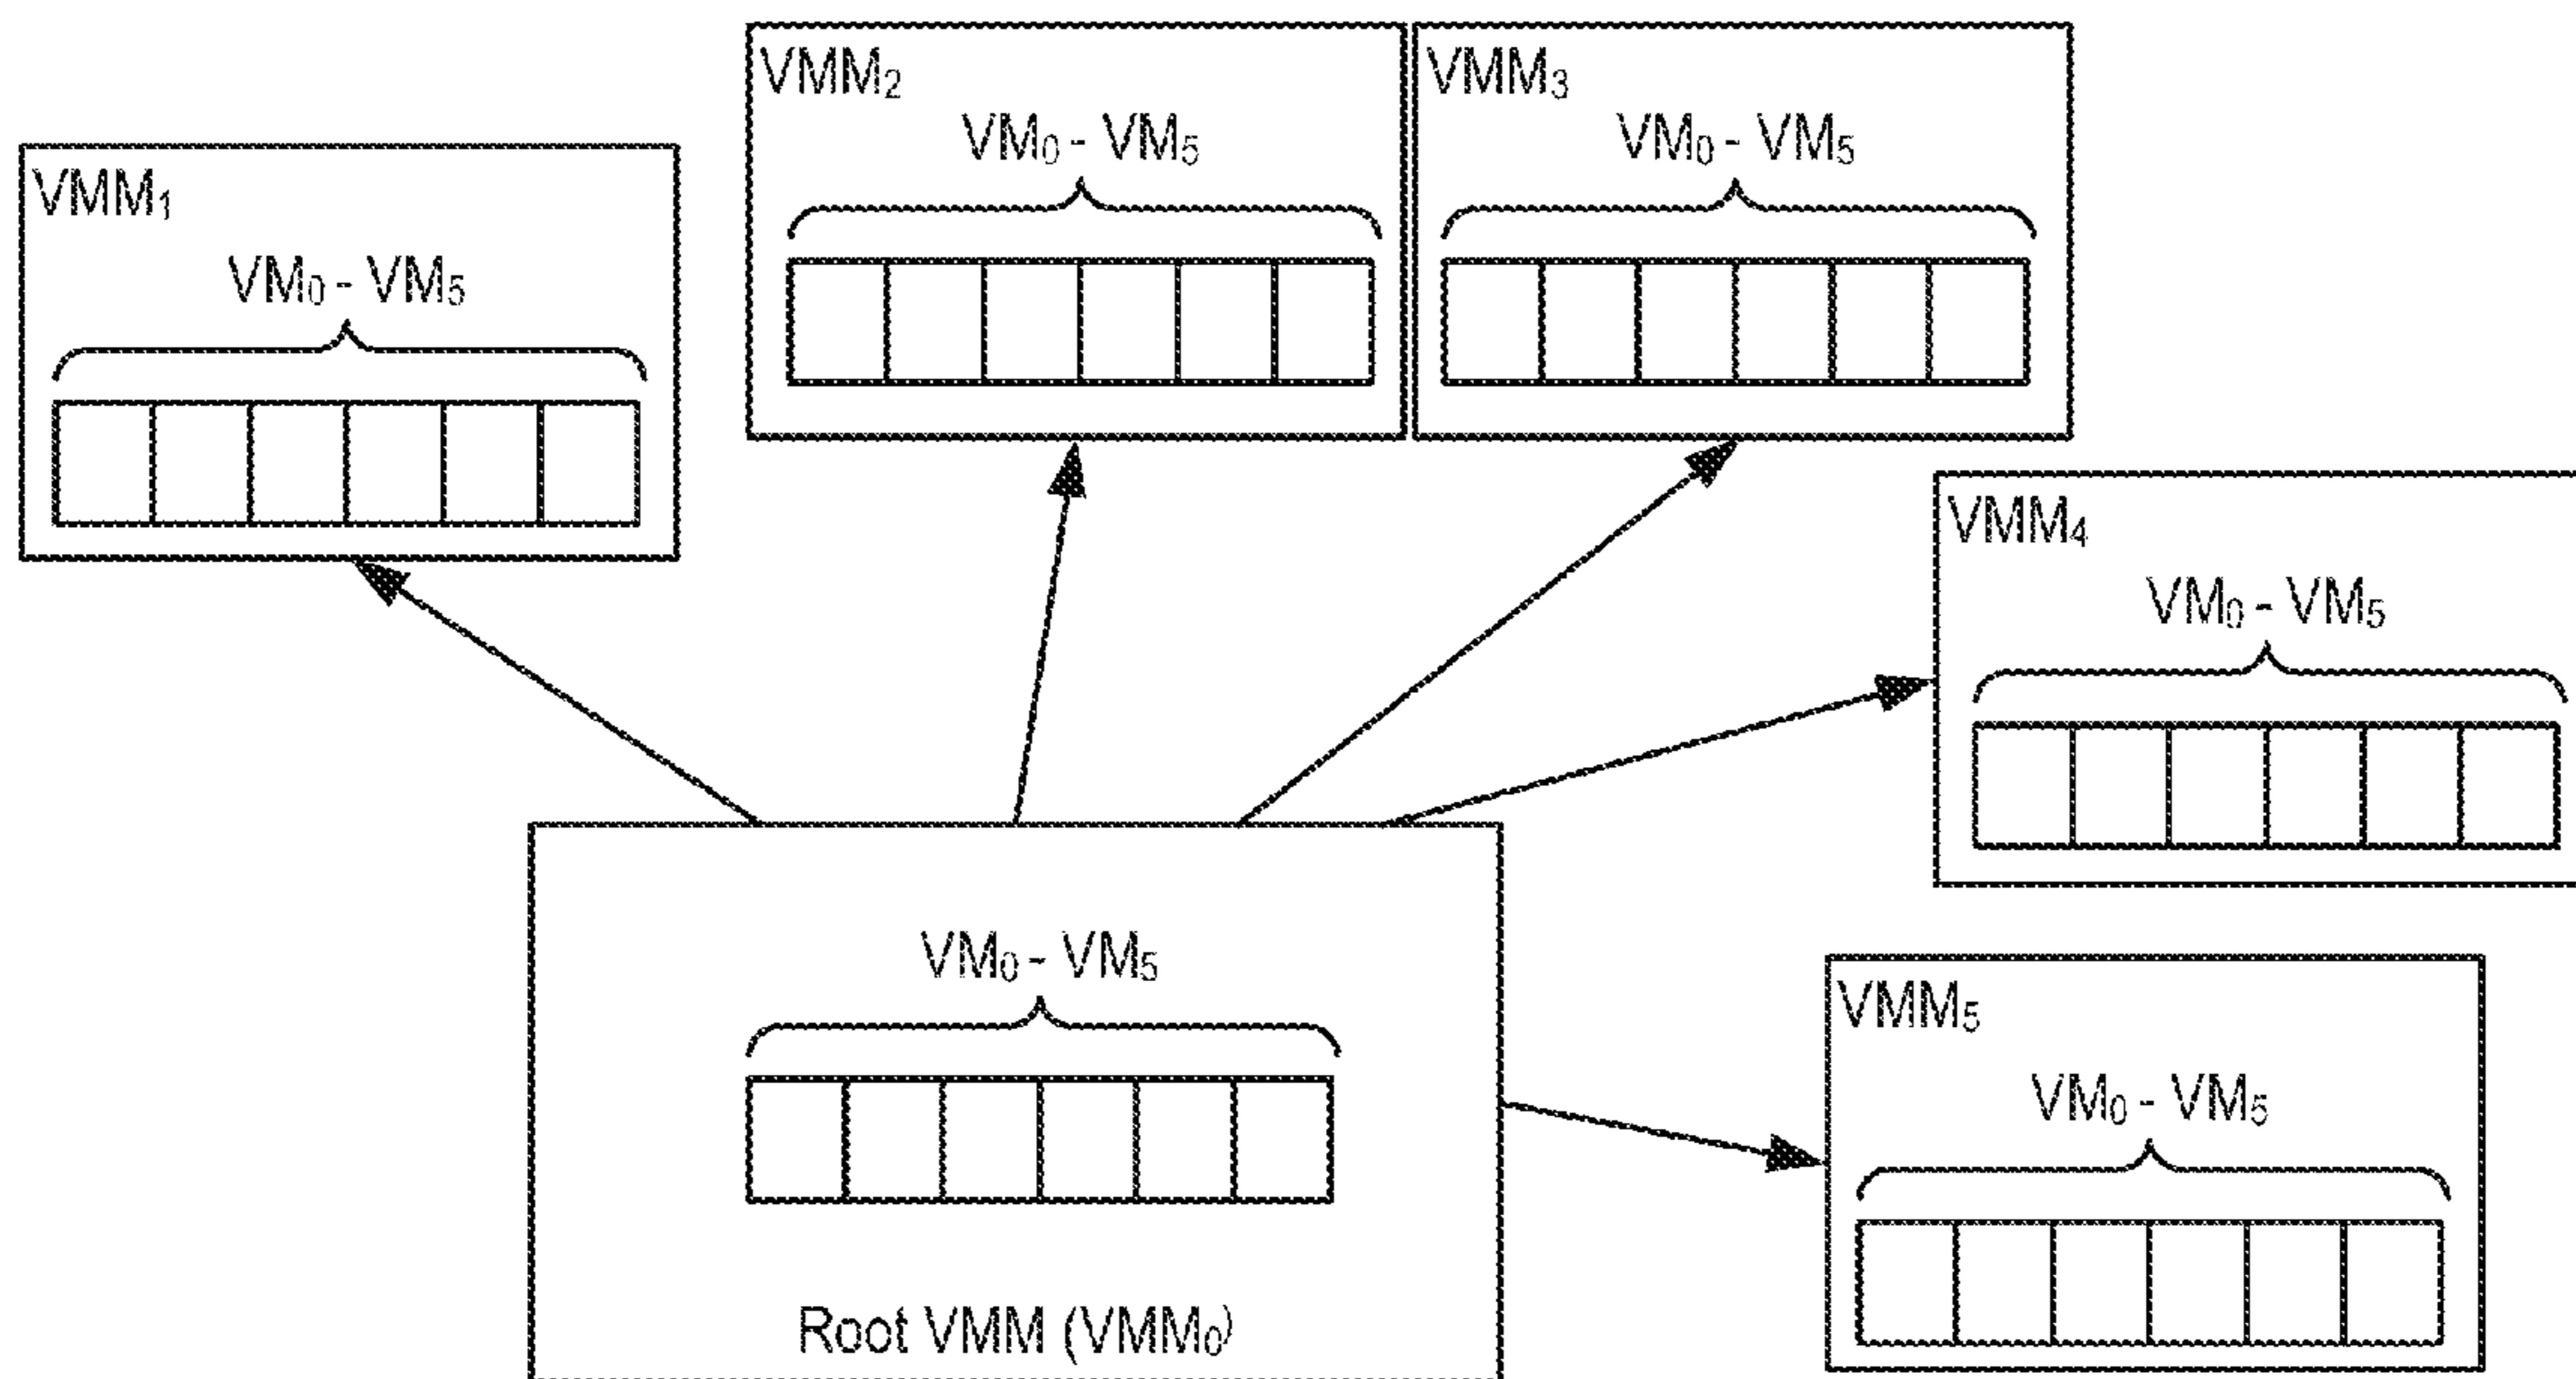 VMM₁
VM₀ - VM₅
VMM₂
VM₀ - VM₅
VMM₃
VM₀ - VM₅
VMM₄
VM₀ - VM₅
VM₀ - VM₅
Root VMM (VMM₀)
VMM₅
VM₀ - VM₅